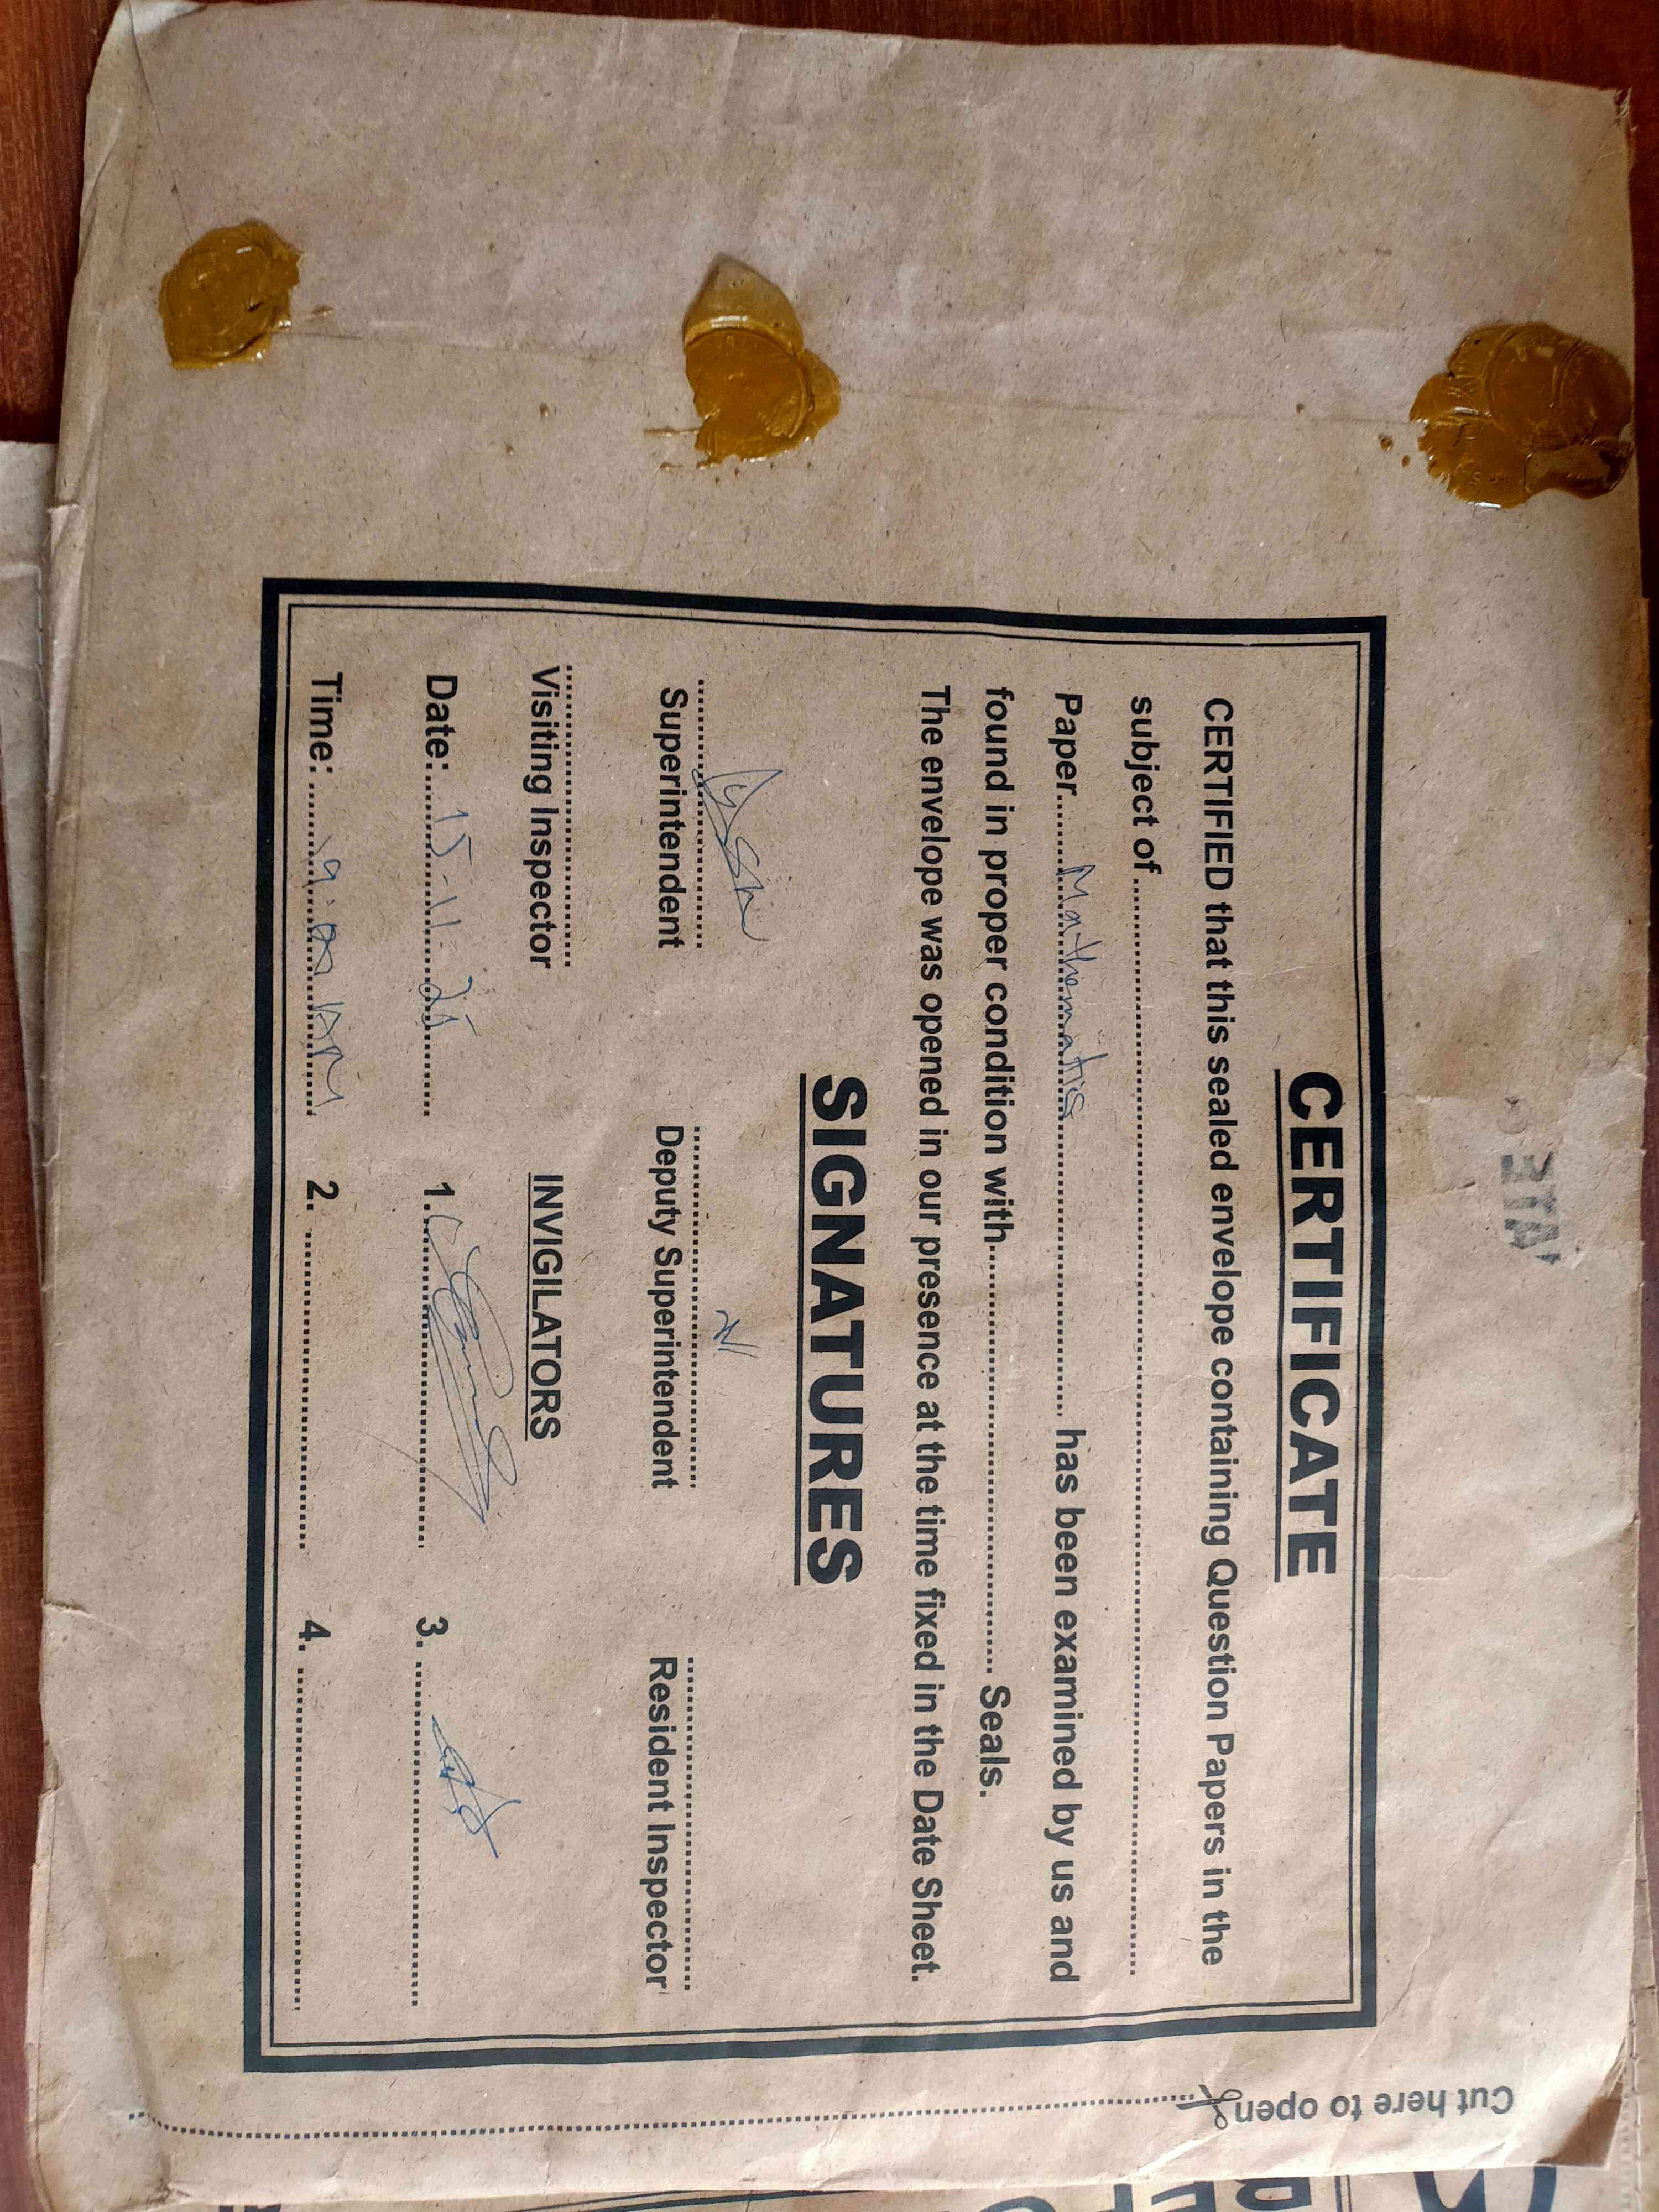 CERTIFICATE
CERTIFIED that this sealed envelope containing Question Papers in the
subject of
Paper Mathematics has been examined by us and
found in proper condition with Seals.
The envelope was opened in our presence at the time fixed in the Date Sheet.
SIGNATURES
Superintendent Deputy Superintendent Resident Inspector
Visiting Inspector INVIGILATORS
Date: 15-11-25 1. 3.
Time: 9:00 AM 2. 4.
Cut here to open